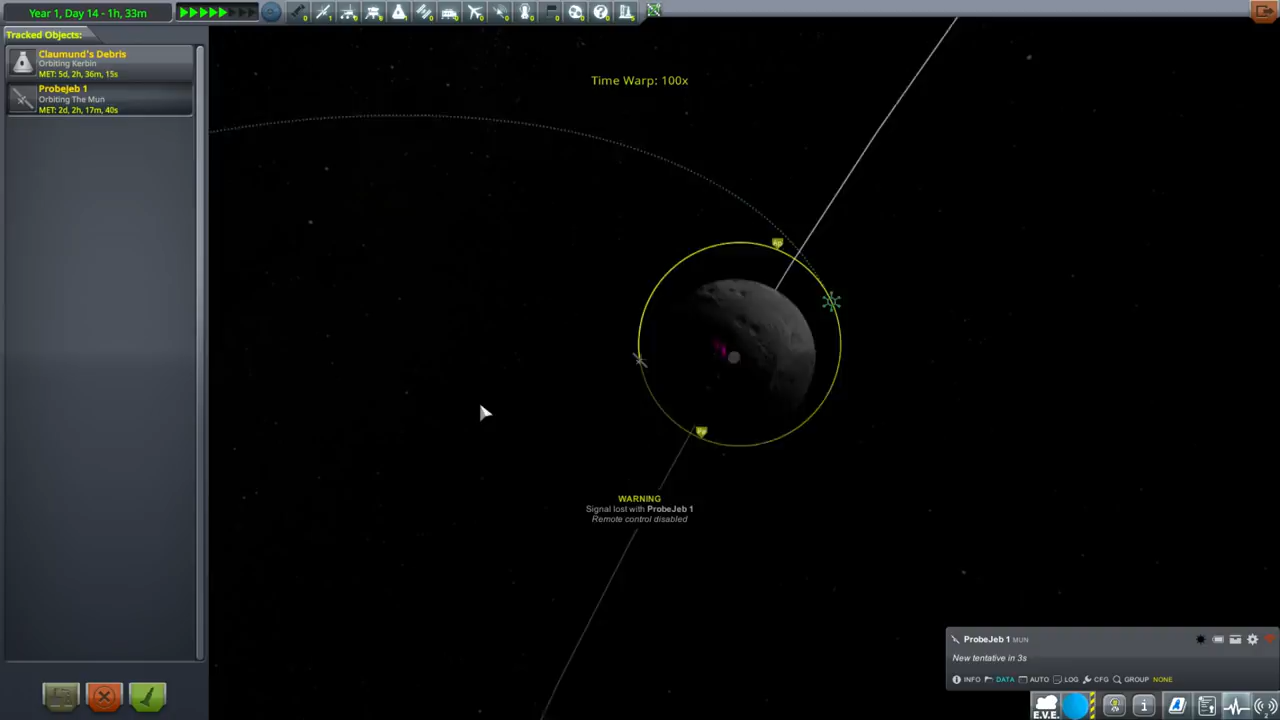 Year 1, Day 14 - 1h, 33m
Tracked Objects:
Claumund's Debris
Orbiting Kerbin
MET: 5d, 2h, 36m, 15s
ProbeJeb 1
Orbiting The Mun
MET: 2d, 2h, 17m, 40s
Time Warp: 100x
WARNING
Signal lost with ProbeJeb 1
Remote control disabled
ProbeJeb 1 MUN
New tentative in 3s
INFO DATA AUTO LOG CFG GROUP NONE
E.V.E.